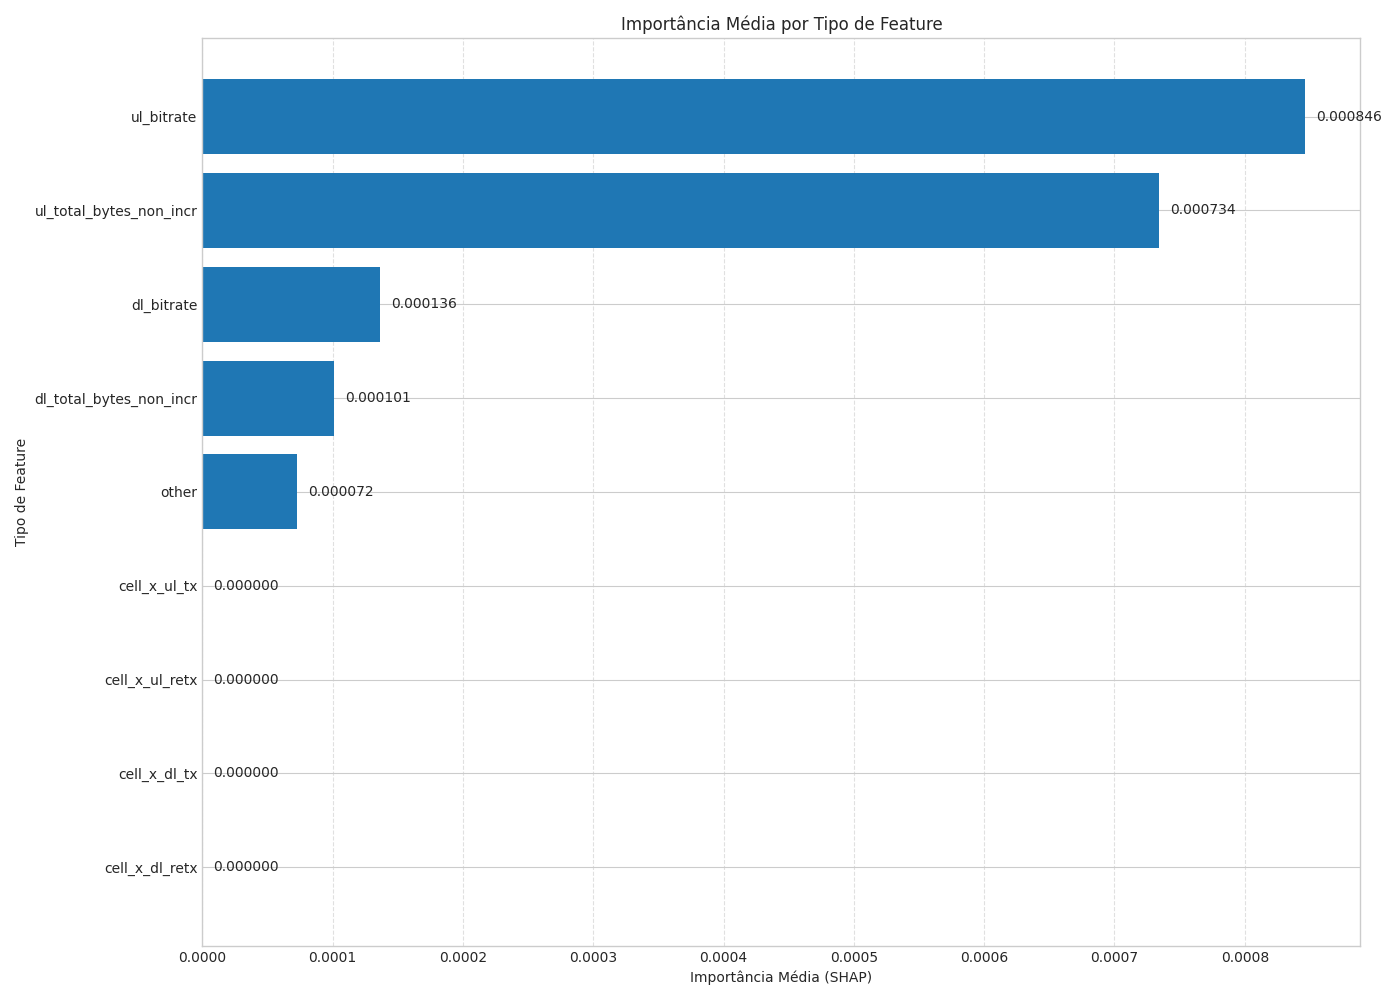 Importância Média por Tipo de Feature
ul_bitrate 0.000846
ul_total_bytes_non_incr 0.000734
dl_bitrate 0.000136
dl_total_bytes_non_incr 0.000101
other 0.000072
cell_x_ul_tx 0.000000
cell_x_ul_retx 0.000000
cell_x_dl_tx 0.000000
cell_x_dl_retx 0.000000
Tipo de Feature
0.0000 0.0001 0.0002 0.0003 0.0004 0.0005 0.0006 0.0007 0.0008
Importância Média (SHAP)